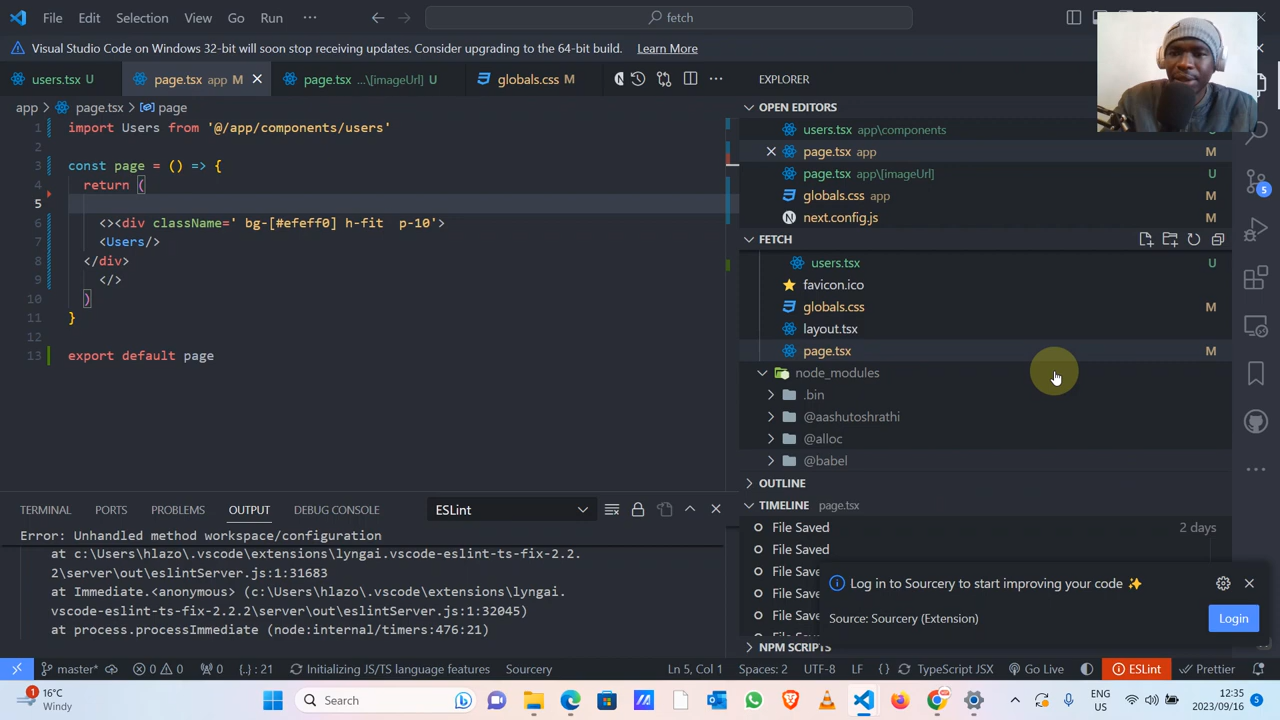 File Edit Selection View Go Run ··· fetch
Visual Studio Code on Windows 32-bit will soon stop receiving updates. Consider upgrading to the 64-bit build. Learn More
users.tsx U page.tsx app M page.tsx ...\[imageUrl] U globals.css M
app > page.tsx > page
1 import Users from '@/app/components/users'
2
3 const page = () => {
4 return (
5
6 <><div className=' bg-[#efeff0] h-fit  p-10'>
7 <Users/>
8 </div>
9 </>
10 )
11 }
12
13 export default page
EXPLORER
OPEN EDITORS
users.tsx app\components U
page.tsx app M
page.tsx app\[imageUrl] U
globals.css app M
next.config.js M
FETCH
users.tsx U
favicon.ico
globals.css M
layout.tsx
page.tsx M
node_modules
.bin
@aashutoshrathi
@alloc
@babel
OUTLINE
TIMELINE page.tsx
File Saved 2 days
File Saved
File Save
File Save
File Save
NPM SCRIPTS
5
Log in to Sourcery to start improving your code ✨
Source: Sourcery (Extension)
Login
TERMINAL PORTS PROBLEMS OUTPUT DEBUG CONSOLE ESLint
Error: Unhandled method workspace/configuration
at c:\Users\hlazo\.vscode\extensions\lyngai.vscode-eslint-ts-fix-2.2.
2\server\out\eslintServer.js:1:31683
at Immediate.<anonymous> (c:\Users\hlazo\.vscode\extensions\lyngai.
vscode-eslint-ts-fix-2.2.2\server\out\eslintServer.js:1:32045)
at process.processImmediate (node:internal/timers:476:21)
master* 0 0 0 {.} : 21 Initializing JS/TS language features Sourcery Ln 5, Col 1 Spaces: 2 UTF-8 LF {} TypeScript JSX Go Live ESLint Prettier
1 16°C
Windy
Search
ENG
US
12:35
2023/09/16
5